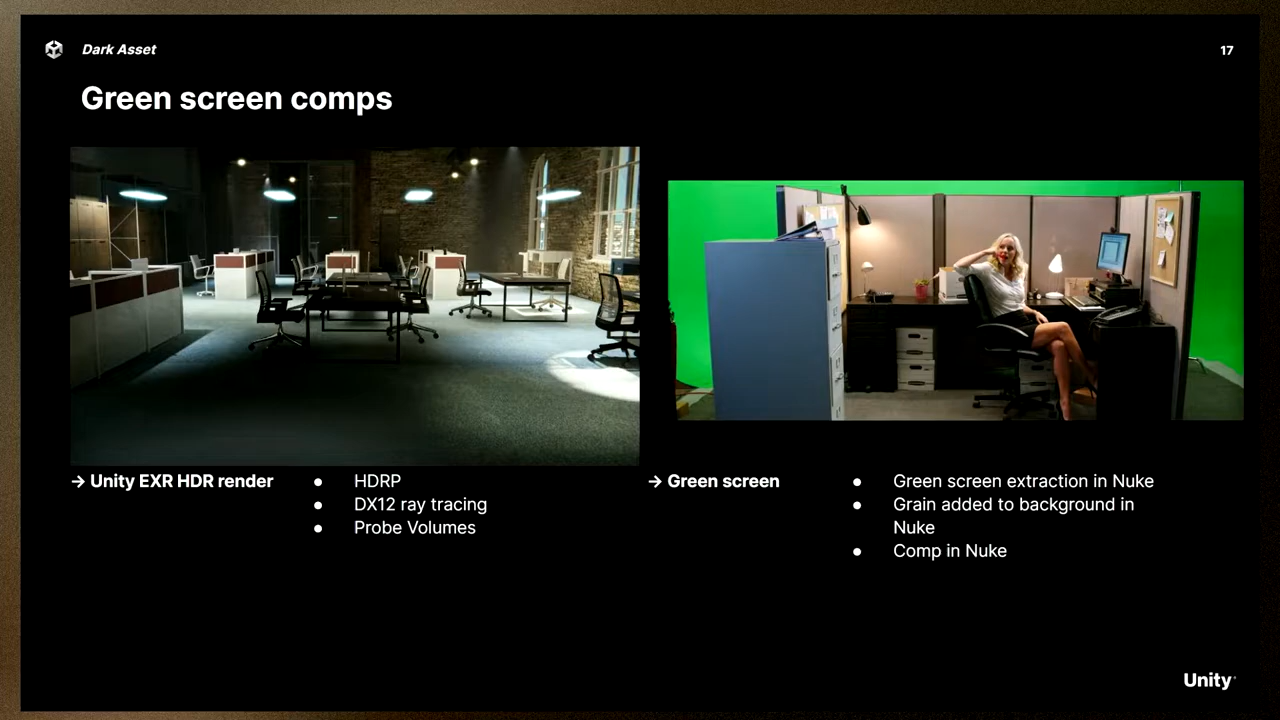 Dark Asset
17
Green screen comps
→ Unity EXR HDR render
● HDRP
● DX12 ray tracing
● Probe Volumes
→ Green screen
● Green screen extraction in Nuke
● Grain added to background in
Nuke
● Comp in Nuke
Unity